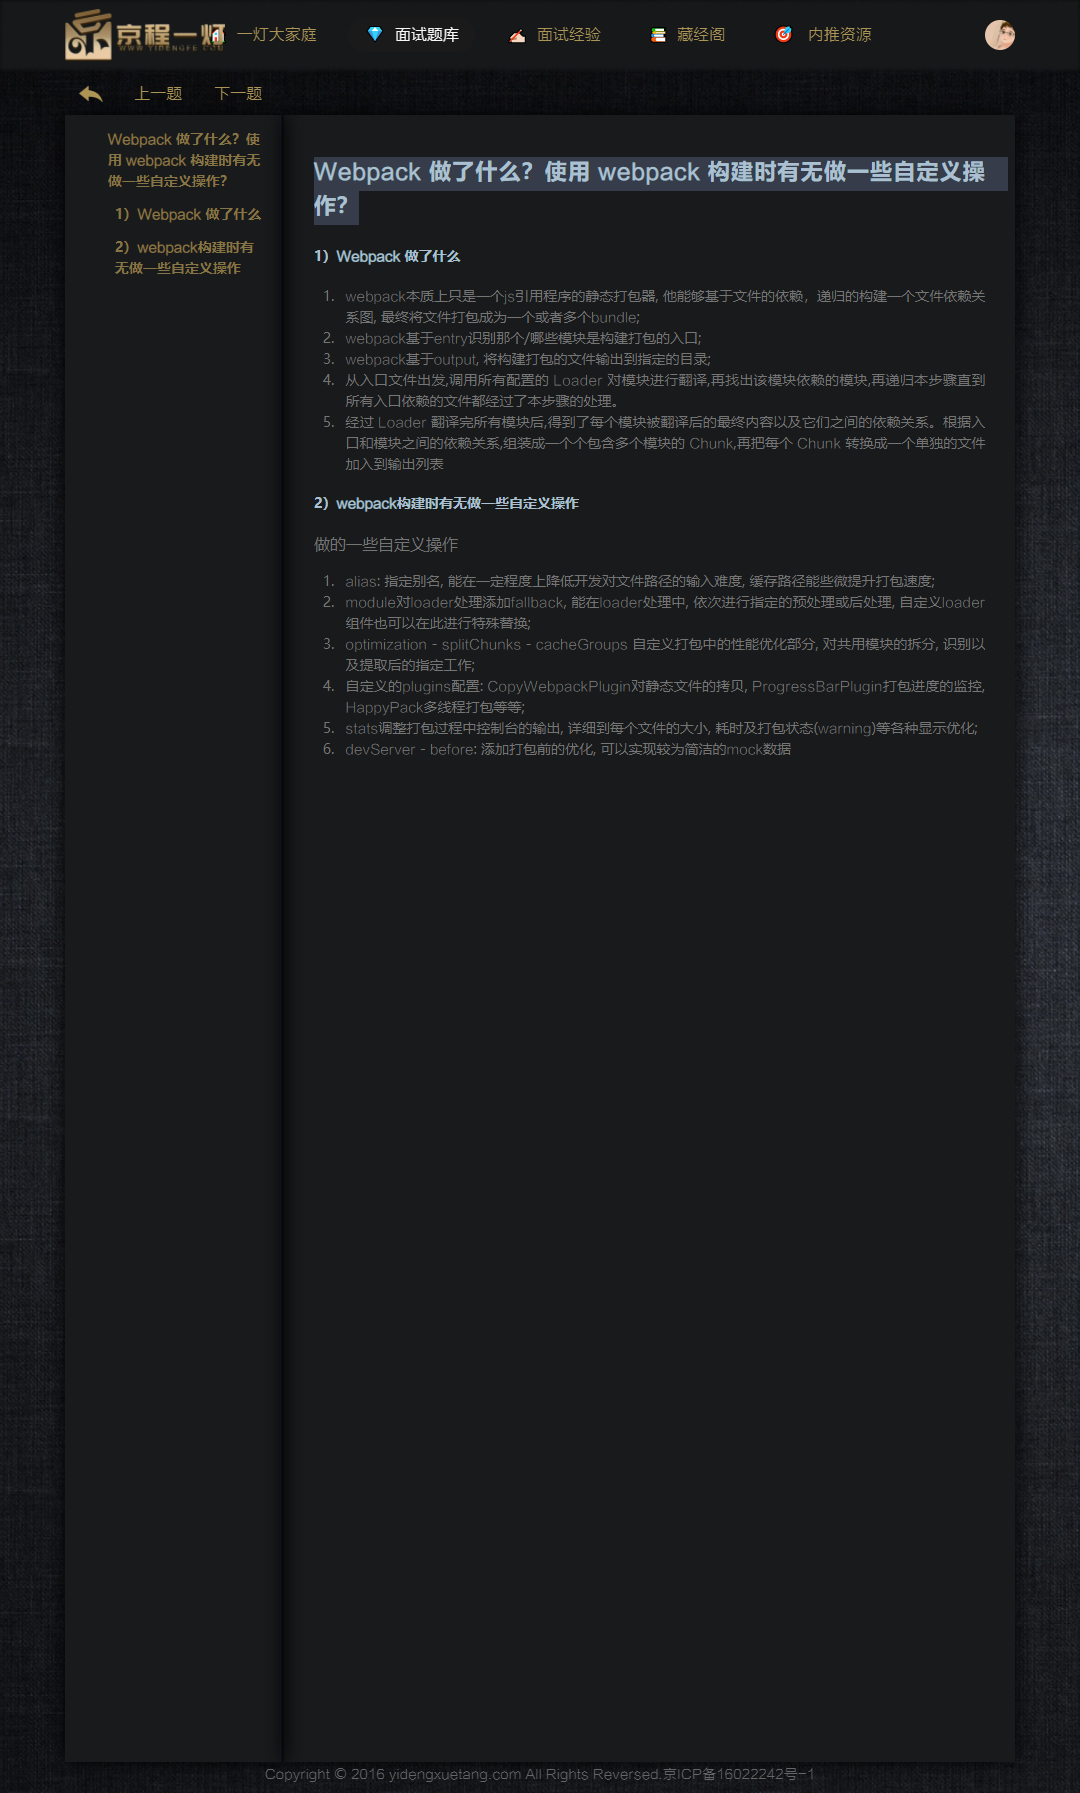 京程一灯
WWW.YIDENGFE.COM
一灯大家庭
面试题库
面试经验
藏经阁
内推资源
上一题
下一题
Webpack 做了什么？使
用 webpack 构建时有无
做一些自定义操作？
1）Webpack 做了什么
2）webpack构建时有
无做一些自定义操作
Webpack 做了什么？使用 webpack 构建时有无做一些自定义操
作？
1）Webpack 做了什么
1. webpack本质上只是一个js引用程序的静态打包器, 他能够基于文件的依赖，递归的构建一个文件依赖关
系图, 最终将文件打包成为一个或者多个bundle;
2. webpack基于entry识别那个/哪些模块是构建打包的入口;
3. webpack基于output, 将构建打包的文件输出到指定的目录;
4. 从入口文件出发,调用所有配置的 Loader 对模块进行翻译,再找出该模块依赖的模块,再递归本步骤直到
所有入口依赖的文件都经过了本步骤的处理。
5. 经过 Loader 翻译完所有模块后,得到了每个模块被翻译后的最终内容以及它们之间的依赖关系。根据入
口和模块之间的依赖关系,组装成一个个包含多个模块的 Chunk,再把每个 Chunk 转换成一个单独的文件
加入到输出列表
2）webpack构建时有无做一些自定义操作
做的一些自定义操作
1. alias: 指定别名, 能在一定程度上降低开发对文件路径的输入难度, 缓存路径能些微提升打包速度;
2. module对loader处理添加fallback, 能在loader处理中, 依次进行指定的预处理或后处理, 自定义loader
组件也可以在此进行特殊替换;
3. optimization - splitChunks - cacheGroups 自定义打包中的性能优化部分, 对共用模块的拆分, 识别以
及提取后的指定工作;
4. 自定义的plugins配置: CopyWebpackPlugin对静态文件的拷贝, ProgressBarPlugin打包进度的监控,
HappyPack多线程打包等等;
5. stats调整打包过程中控制台的输出, 详细到每个文件的大小, 耗时及打包状态(warning)等各种显示优化;
6. devServer - before: 添加打包前的优化, 可以实现较为简洁的mock数据
Copyright © 2016 yidengxuetang.com All Rights Reversed.京ICP备16022242号-1